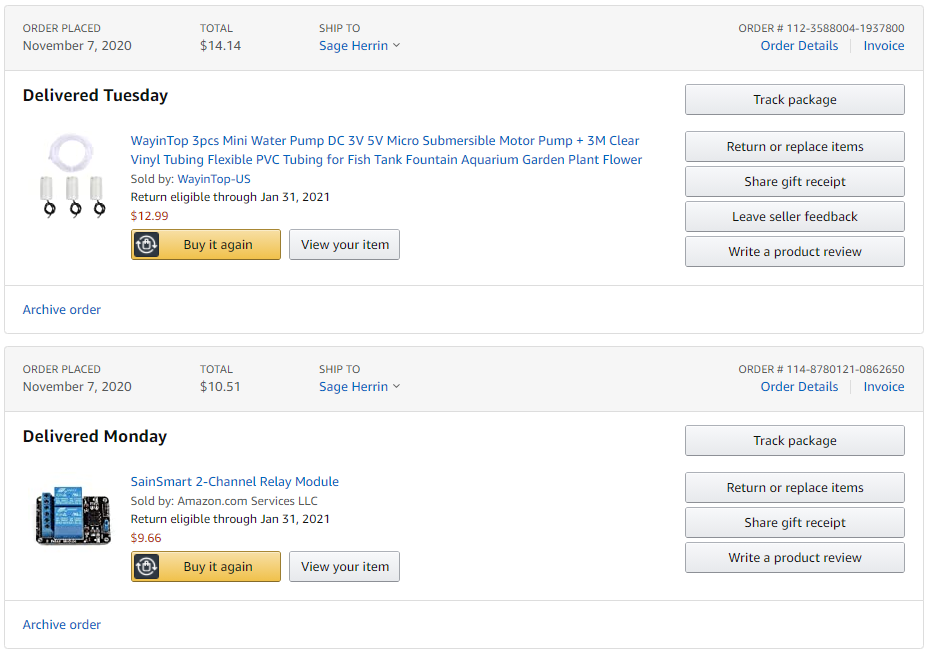 ORDER PLACED TOTAL SHIP TO ORDER # 112-3588004-1937800
November 7, 2020 $14.14 Sage Herrin Order Details Invoice
Delivered Tuesday
Track package
WayinTop 3pcs Mini Water Pump DC 3V 5V Micro Submersible Motor Pump + 3M Clear
Vinyl Tubing Flexible PVC Tubing for Fish Tank Fountain Aquarium Garden Plant Flower
Sold by: WayinTop-US
Return eligible through Jan 31, 2021
$12.99
Buy it again View your item
Return or replace items
Share gift receipt
Leave seller feedback
Write a product review
Archive order
ORDER PLACED TOTAL SHIP TO ORDER # 114-8780121-0862650
November 7, 2020 $10.51 Sage Herrin Order Details Invoice
Delivered Monday
Track package
SainSmart 2-Channel Relay Module
Sold by: Amazon.com Services LLC
Return eligible through Jan 31, 2021
$9.66
Buy it again View your item
Return or replace items
Share gift receipt
Write a product review
Archive order